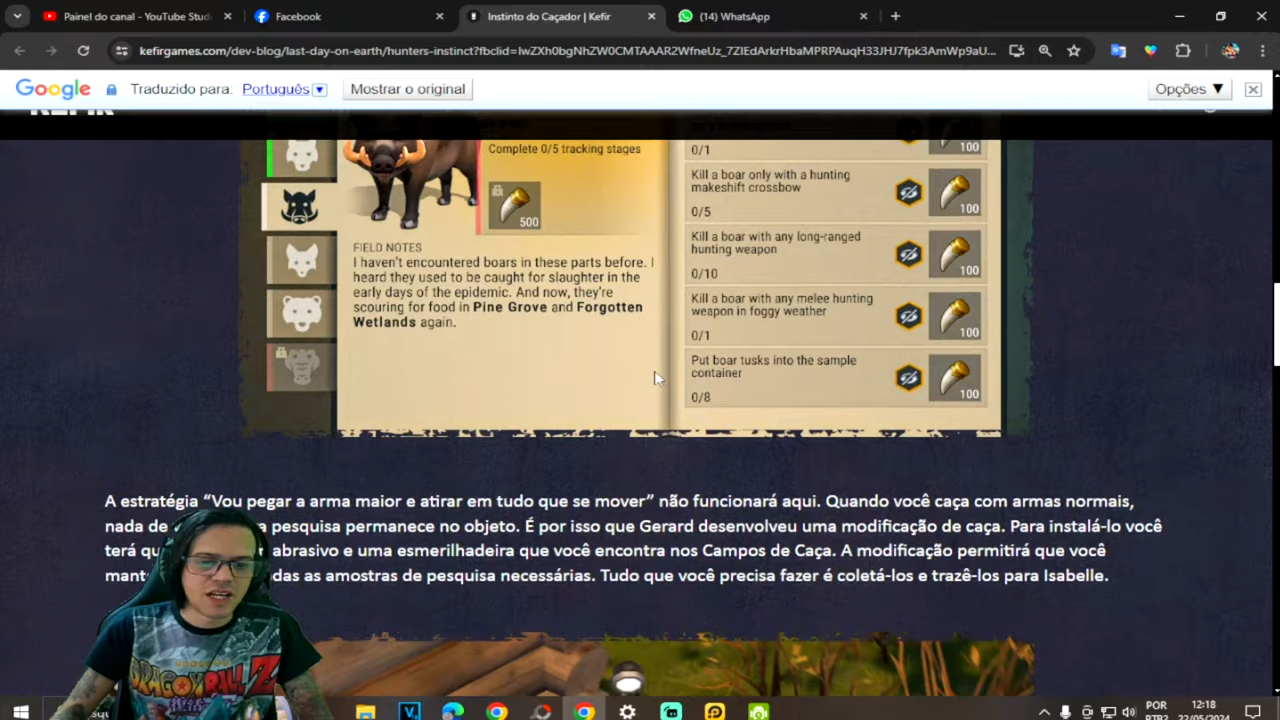 Painel do canal - YouTube Stud
Facebook
Instinto do Caçador | Kefir
(14) WhatsApp
kefirgames.com/dev-blog/last-day-on-earth/hunters-instinct?fbclid=IwZXh0bgNhZW0CMTAAAR2WfneUz_7ZIEdArkrHbaMPRPAuqH33JHJ7fpk3AmWp9aU...
Google
Traduzido para:
Português
Mostrar o original
Opções ▼
Complete 0/5 tracking stages
500
FIELD NOTES
I haven't encountered boars in these parts before. I
heard they used to be caught for slaughter in the
early days of the epidemic. And now, they're
scouring for food in Pine Grove and Forgotten
Wetlands again.
0/1
100
Kill a boar only with a hunting
makeshift crossbow
0/5
100
Kill a boar with any long-ranged
hunting weapon
0/10
100
Kill a boar with any melee hunting
weapon in foggy weather
0/1
100
Put boar tusks into the sample
container
0/8
100
A estratégia “Vou pegar a arma maior e atirar em tudo que se mover” não funcionará aqui. Quando você caça com armas normais,
nada de pesquisa permanece no objeto. É por isso que Gerard desenvolveu uma modificação de caça. Para instalá-lo você
terá abrasivo e uma esmerilhadeira que você encontra nos Campos de Caça. A modificação permitirá que você
das as amostras de pesquisa necessárias. Tudo que você precisa fazer é coletá-los e trazê-los para Isabelle.
DRAGONBALL Z
POR
PTB2
12:18
22/05/2024